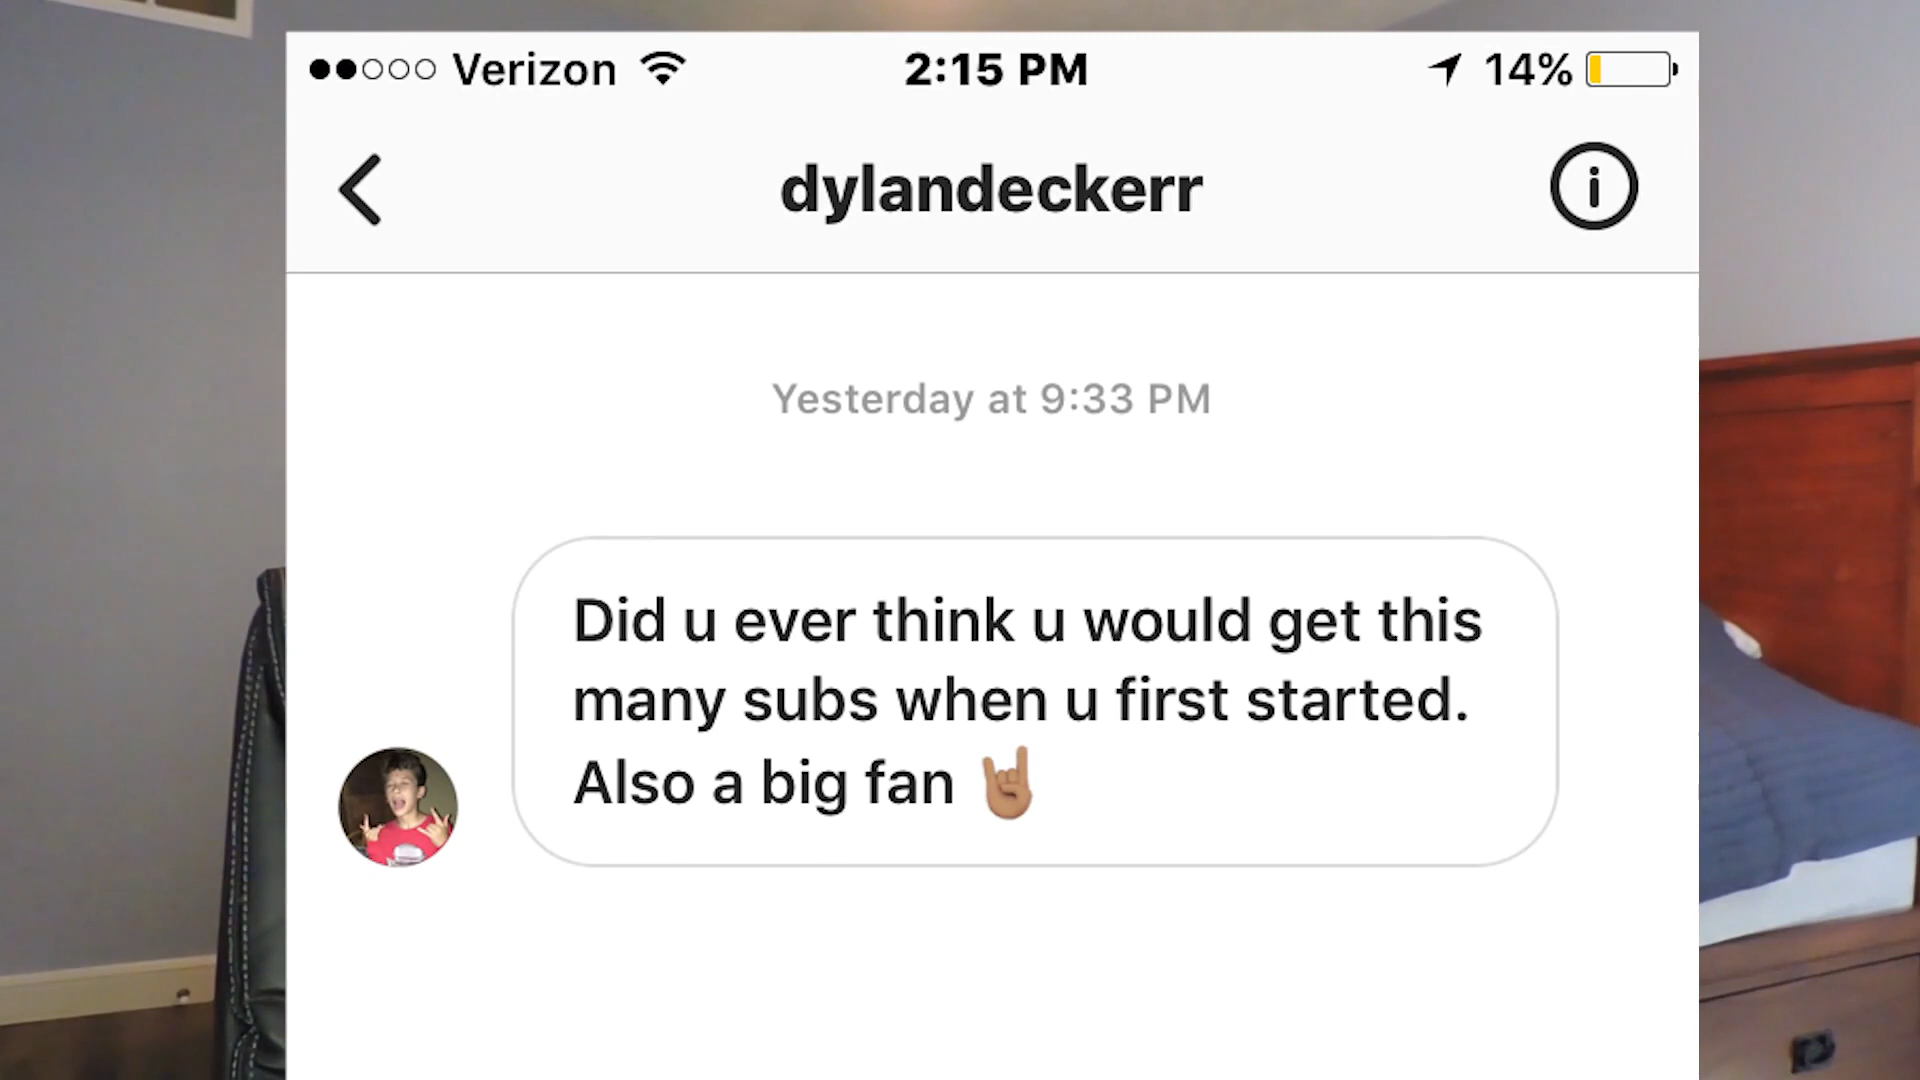 Verizon 2:15 PM 14%
dylandeckerr
Yesterday at 9:33 PM
Did u ever think u would get this
many subs when u first started.
Also a big fan 🤘🏽